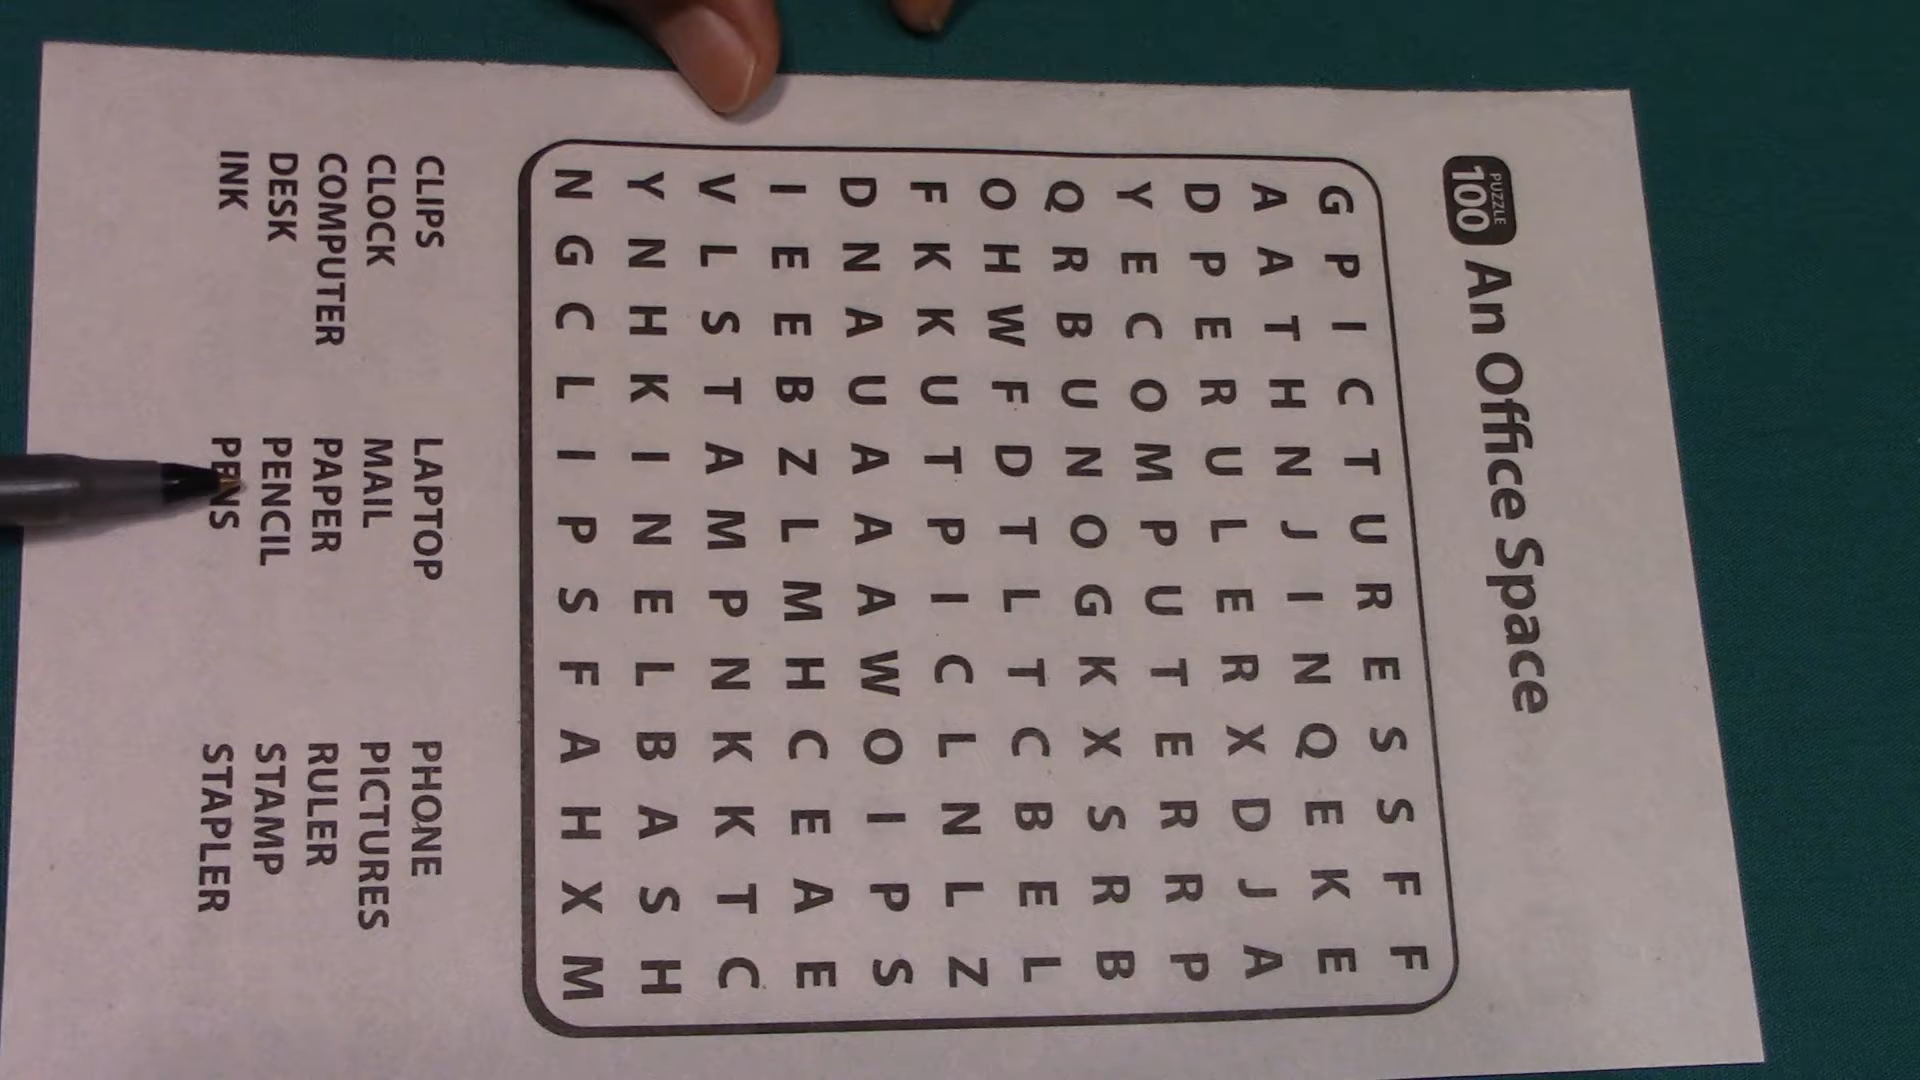 PUZZLE 100 An Office Space
G P I C T U R E S S F F
A A T H N J I N Q E K E
D P E R U L E R X D J A
Y E C O M P U T E R R P
Q R B U N O G K X S R B
O H W F D T L T C B E L
F K K U T P I C L N L Z
D N A U A A A W O I P S
I E E B Z L M H C E A E
V L S T A M P N K K T C
Y N H K I N E L B A S H
N G C L I P S F A H X M
CLIPS
CLOCK
COMPUTER
DESK
INK
LAPTOP
MAIL
PAPER
PENCIL
PENS
PHONE
PICTURES
RULER
STAMP
STAPLER